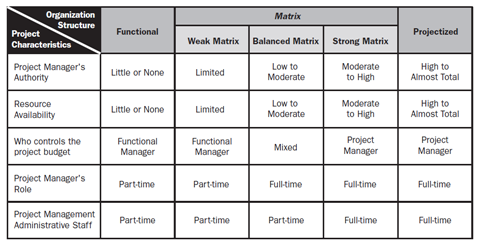 Organization
Structure
Project
Characteristics
Functional
Matrix
Projectized
Weak Matrix
Balanced Matrix
Strong Matrix
Project Manager's
Authority
Little or None
Limited
Low to
Moderate
Moderate
to High
High to
Almost Total
Resource
Availability
Little or None
Limited
Low to
Moderate
Moderate
to High
High to
Almost Total
Who controls the
project budget
Functional
Manager
Functional
Manager
Mixed
Project
Manager
Project
Manager
Project Manager's
Role
Part-time
Part-time
Full-time
Full-time
Full-time
Project Management
Administrative Staff
Part-time
Part-time
Part-time
Full-time
Full-time